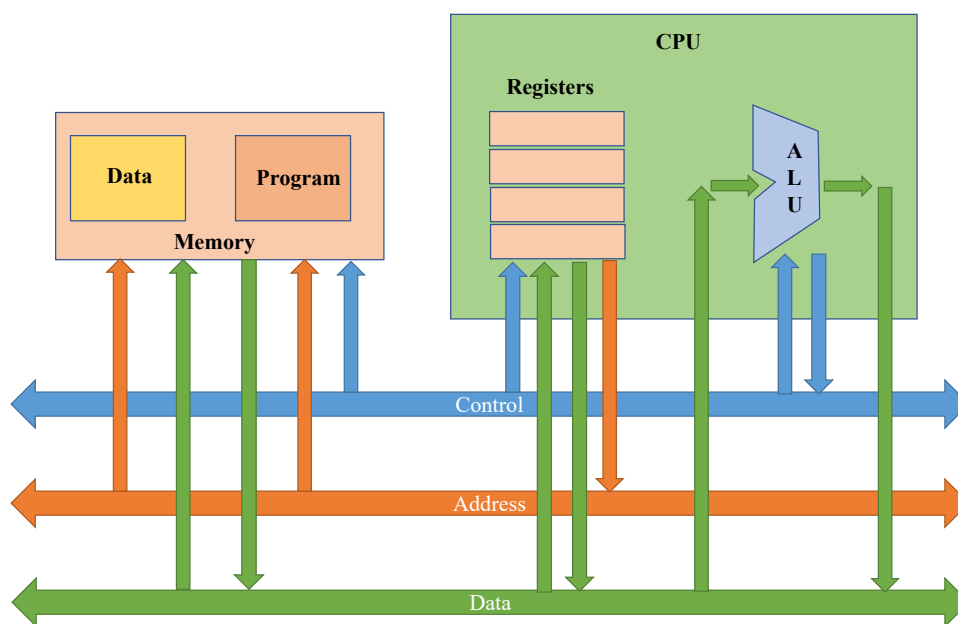 CPU
Registers
Data
Program
Memory
A
L
U
Control
Address
Data